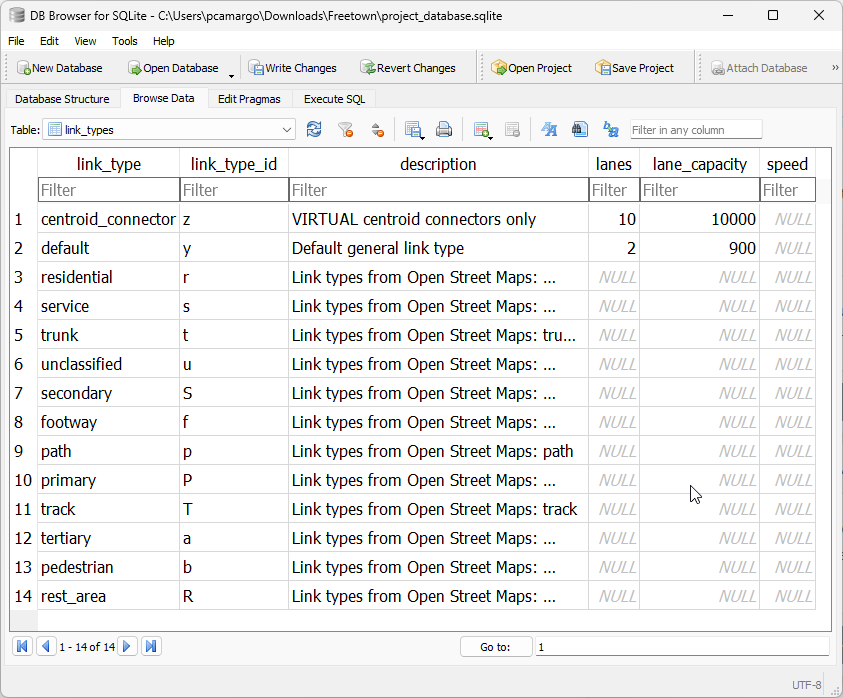 DB Browser for SQLite - C:\Users\pcamargo\Downloads\Freetown\project_database.sqlite
File Edit View Tools Help
New Database Open Database Write Changes Revert Changes Open Project Save Project Attach Database »
Database Structure Browse Data Edit Pragmas Execute SQL
Table: link_types Filter in any column
link_type link_type_id description lanes lane_capacity speed
Filter Filter Filter Filter Filter Filter
1 centroid_connector z VIRTUAL centroid connectors only 10 10000 NULL
2 default y Default general link type 2 900 NULL
3 residential r Link types from Open Street Maps: ... NULL NULL NULL
4 service s Link types from Open Street Maps: ... NULL NULL NULL
5 trunk t Link types from Open Street Maps: tru... NULL NULL NULL
6 unclassified u Link types from Open Street Maps: ... NULL NULL NULL
7 secondary S Link types from Open Street Maps: ... NULL NULL NULL
8 footway f Link types from Open Street Maps: ... NULL NULL NULL
9 path p Link types from Open Street Maps: path NULL NULL NULL
10 primary P Link types from Open Street Maps: ... NULL NULL NULL
11 track T Link types from Open Street Maps: track NULL NULL NULL
12 tertiary a Link types from Open Street Maps: ... NULL NULL NULL
13 pedestrian b Link types from Open Street Maps: ... NULL NULL NULL
14 rest_area R Link types from Open Street Maps: ... NULL NULL NULL
1 - 14 of 14 Go to: 1
UTF-8